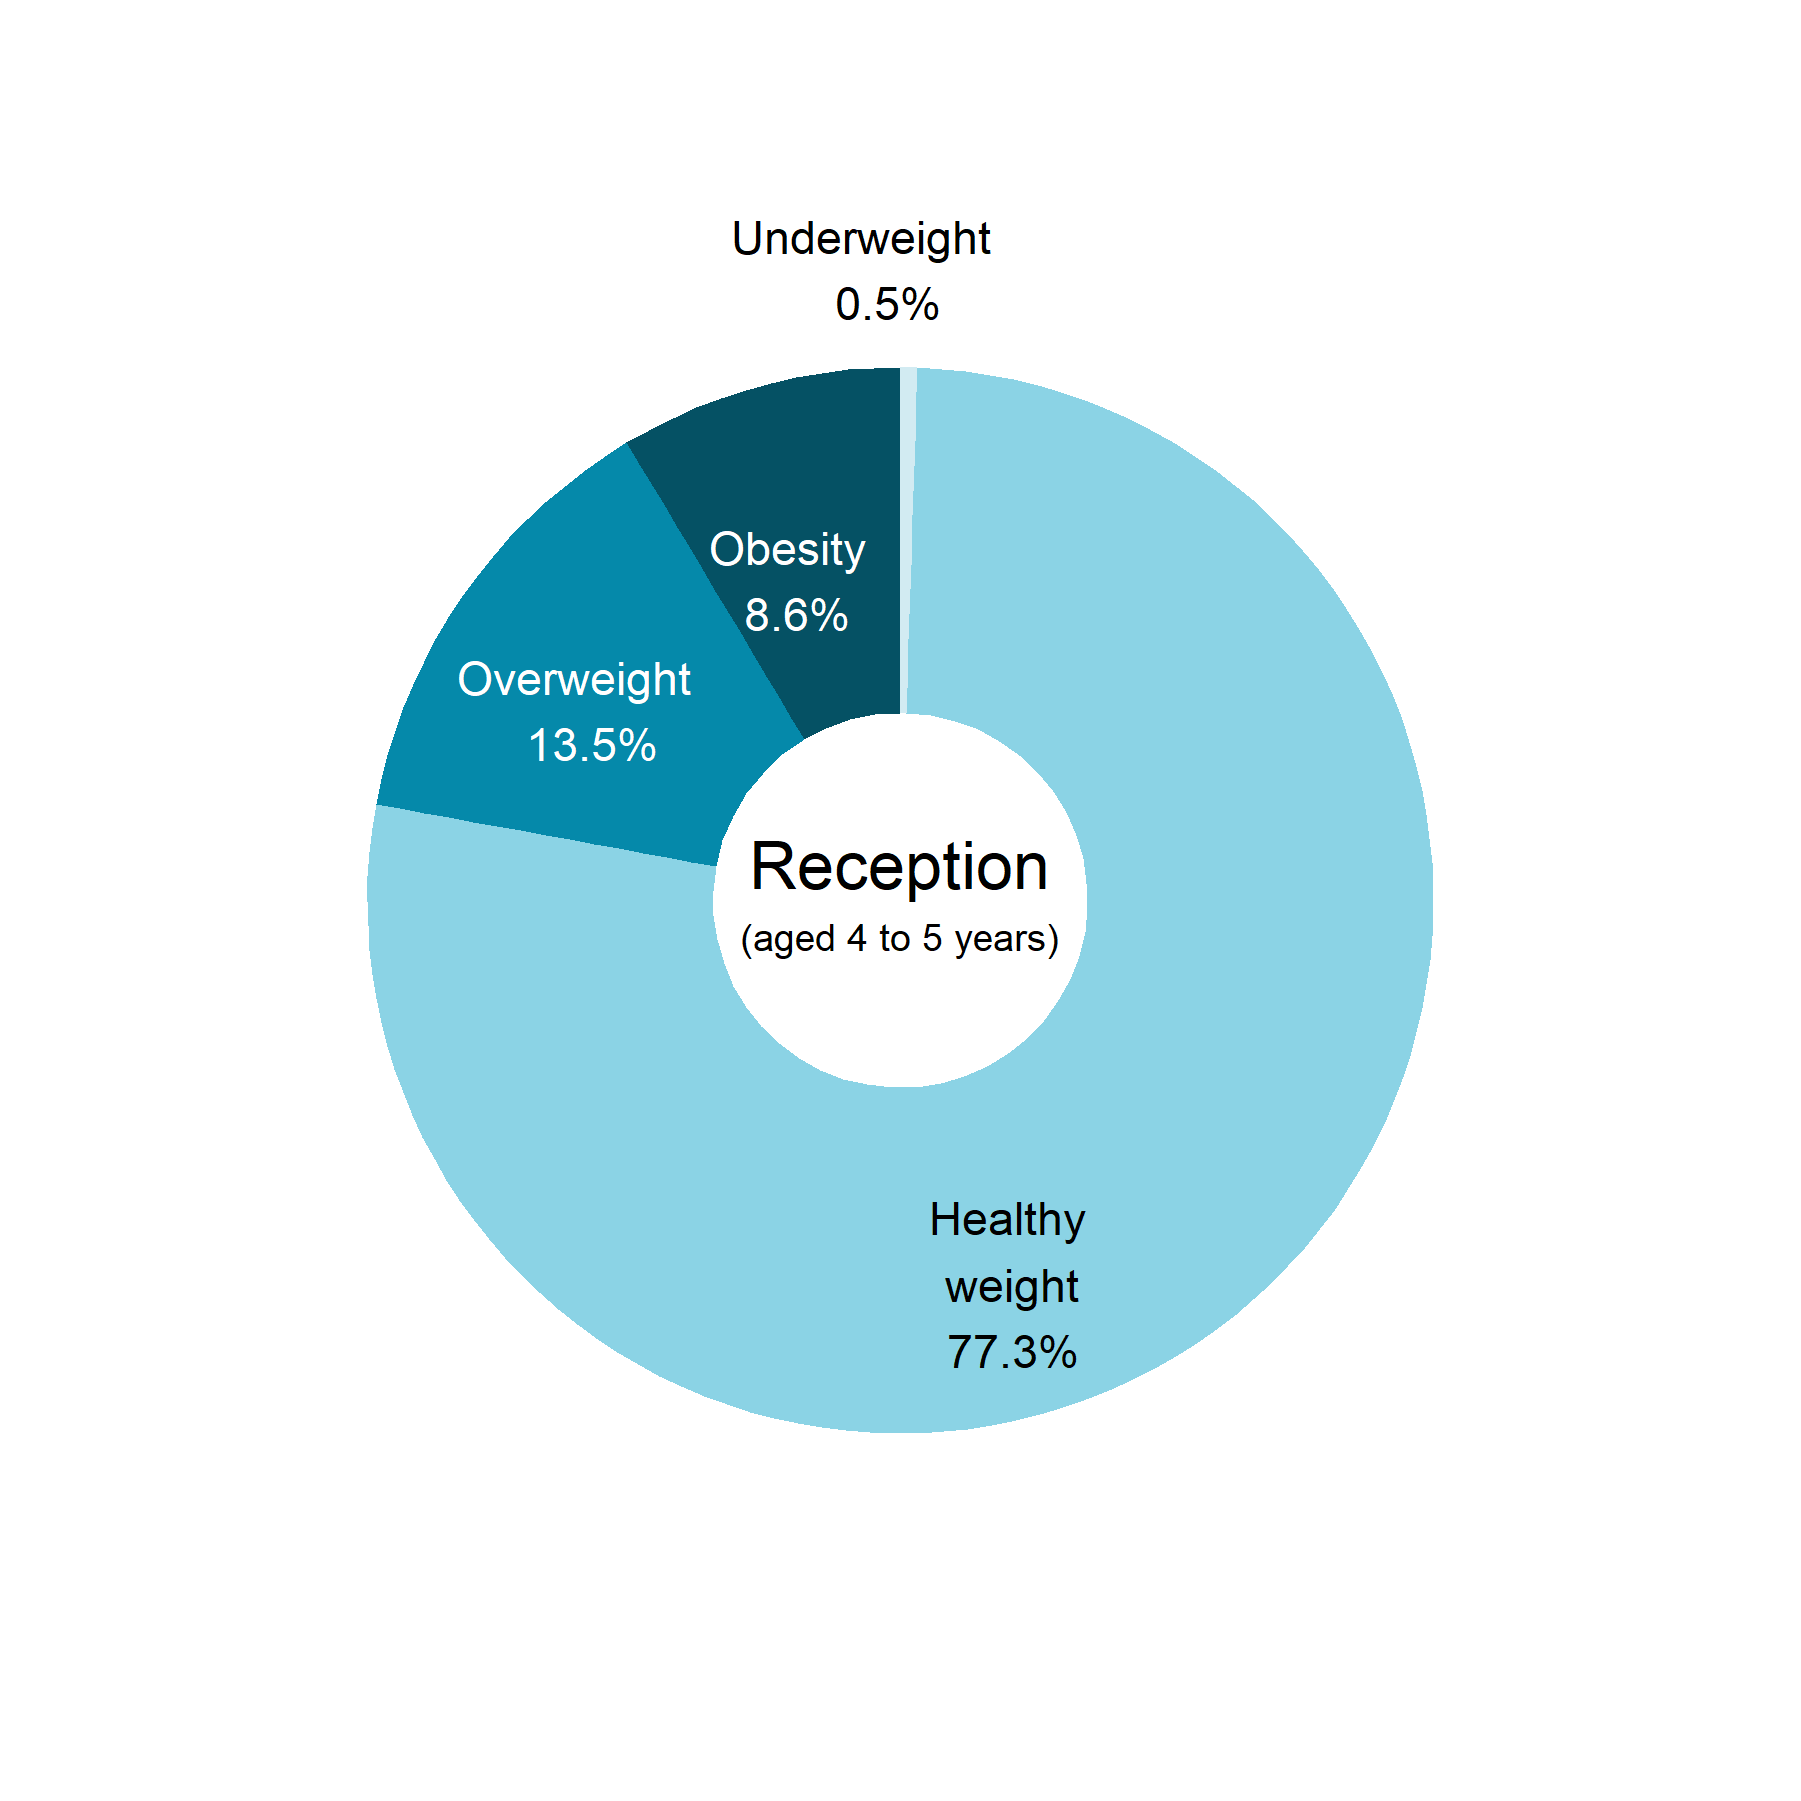 Underweight
0.5%
Obesity
8.6%
Overweight
13.5%
Reception
(aged 4 to 5 years)
Healthy
weight
77.3%